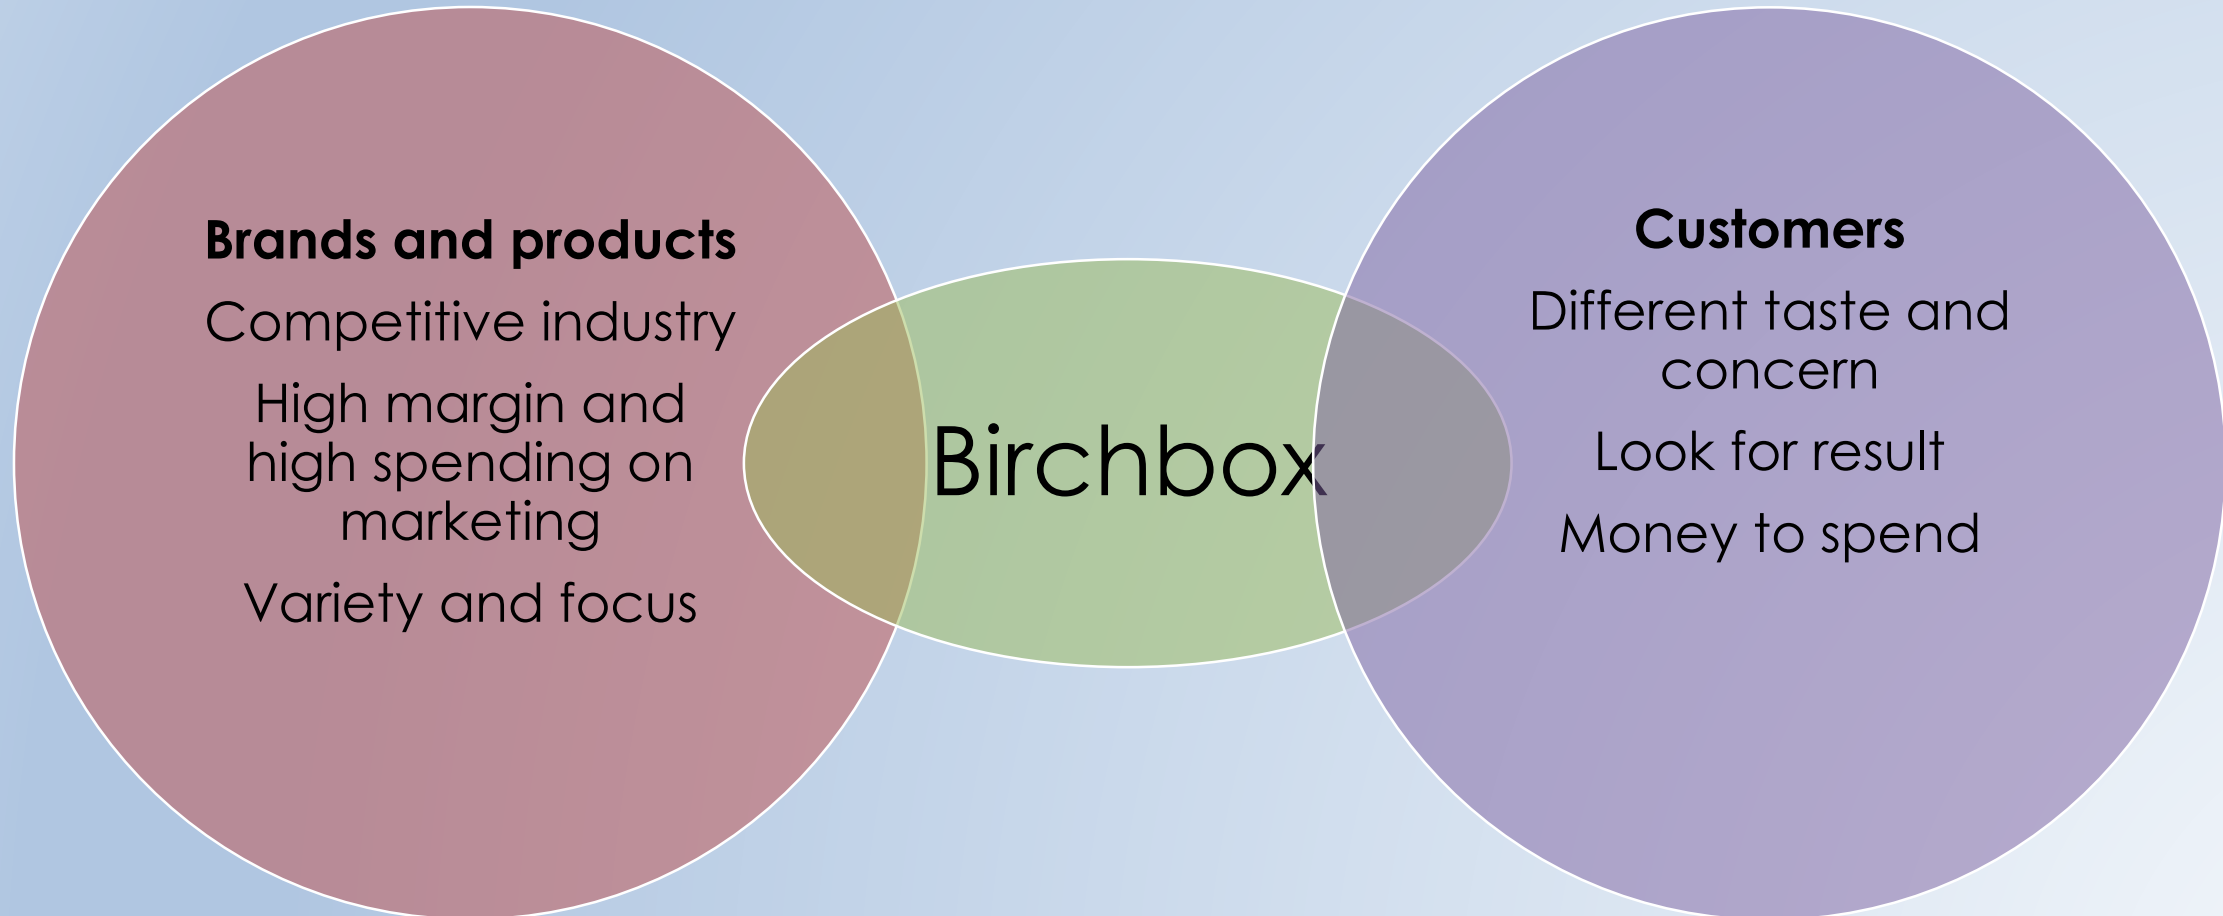 Brands and products
Competitive industry
High margin and
high spending on
marketing
Variety and focus
Birchbox
Customers
Different taste and
concern
Look for result
Money to spend